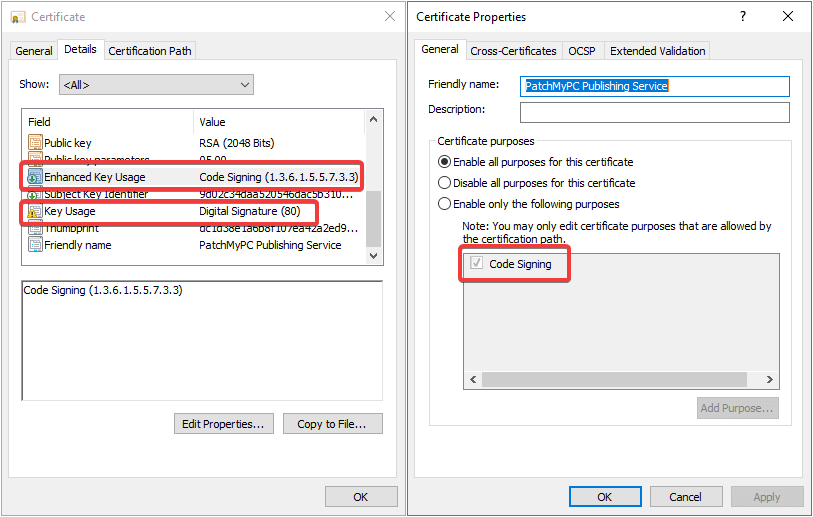 Certificate
General Details Certification Path
Show: <All>
Field Value
Public key RSA (2048 Bits)
Public key parameters 05 00
Enhanced Key Usage Code Signing (1.3.6.1.5.5.7.3.3)
Subject Key Identifier 9d02c34daa520546dac5b310...
Key Usage Digital Signature (80)
Thumbprint dc1d38e1a6b8f107ea42a2ed9...
Friendly name PatchMyPC Publishing Service
Code Signing (1.3.6.1.5.5.7.3.3)
Edit Properties... Copy to File...
OK
Certificate Properties
?
General Cross-Certificates OCSP Extended Validation
Friendly name: PatchMyPC Publishing Service
Description:
Certificate purposes
Enable all purposes for this certificate
Disable all purposes for this certificate
Enable only the following purposes
Note: You may only edit certificate purposes that are allowed by
the certification path.
Code Signing
Add Purpose...
OK Cancel Apply